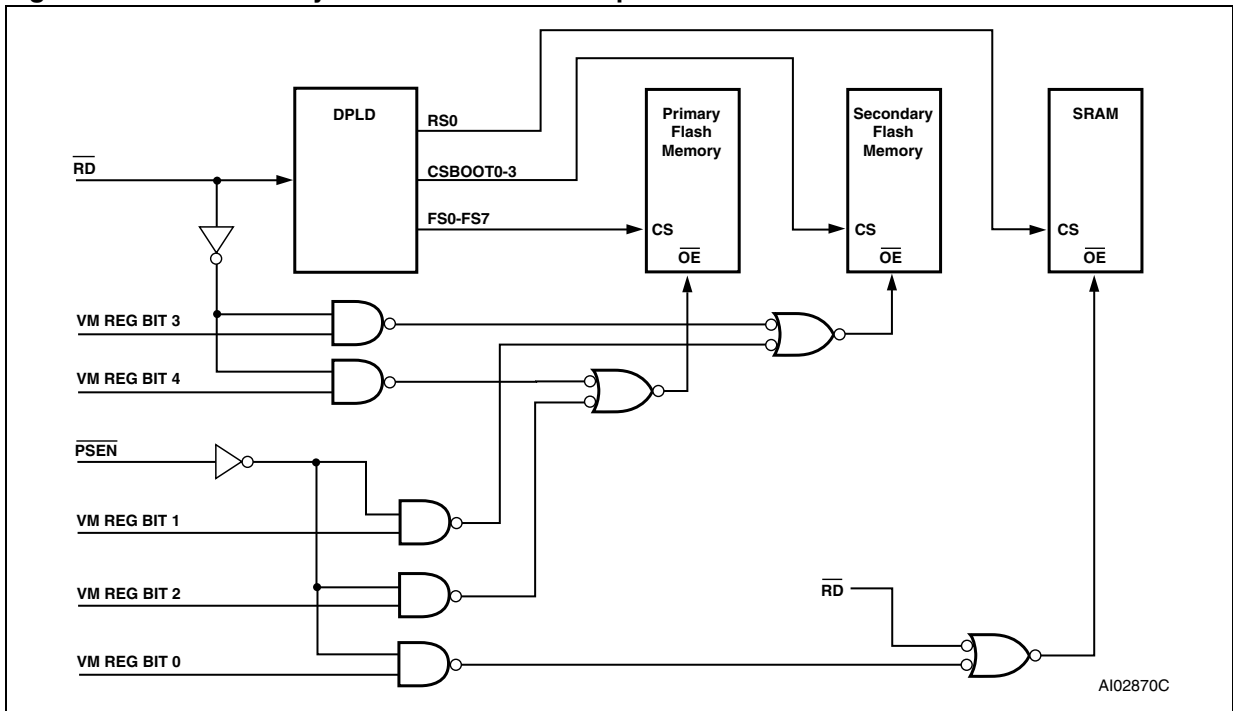 DPLD
RS0
CSBOOT0-3
FS0-FS7
RD
Primary
Flash
Memory
CS
OE
Secondary
Flash
Memory
CS
OE
SRAM
CS
OE
VM REG BIT 3
VM REG BIT 4
PSEN
VM REG BIT 1
VM REG BIT 2
RD
VM REG BIT 0
AI02870C